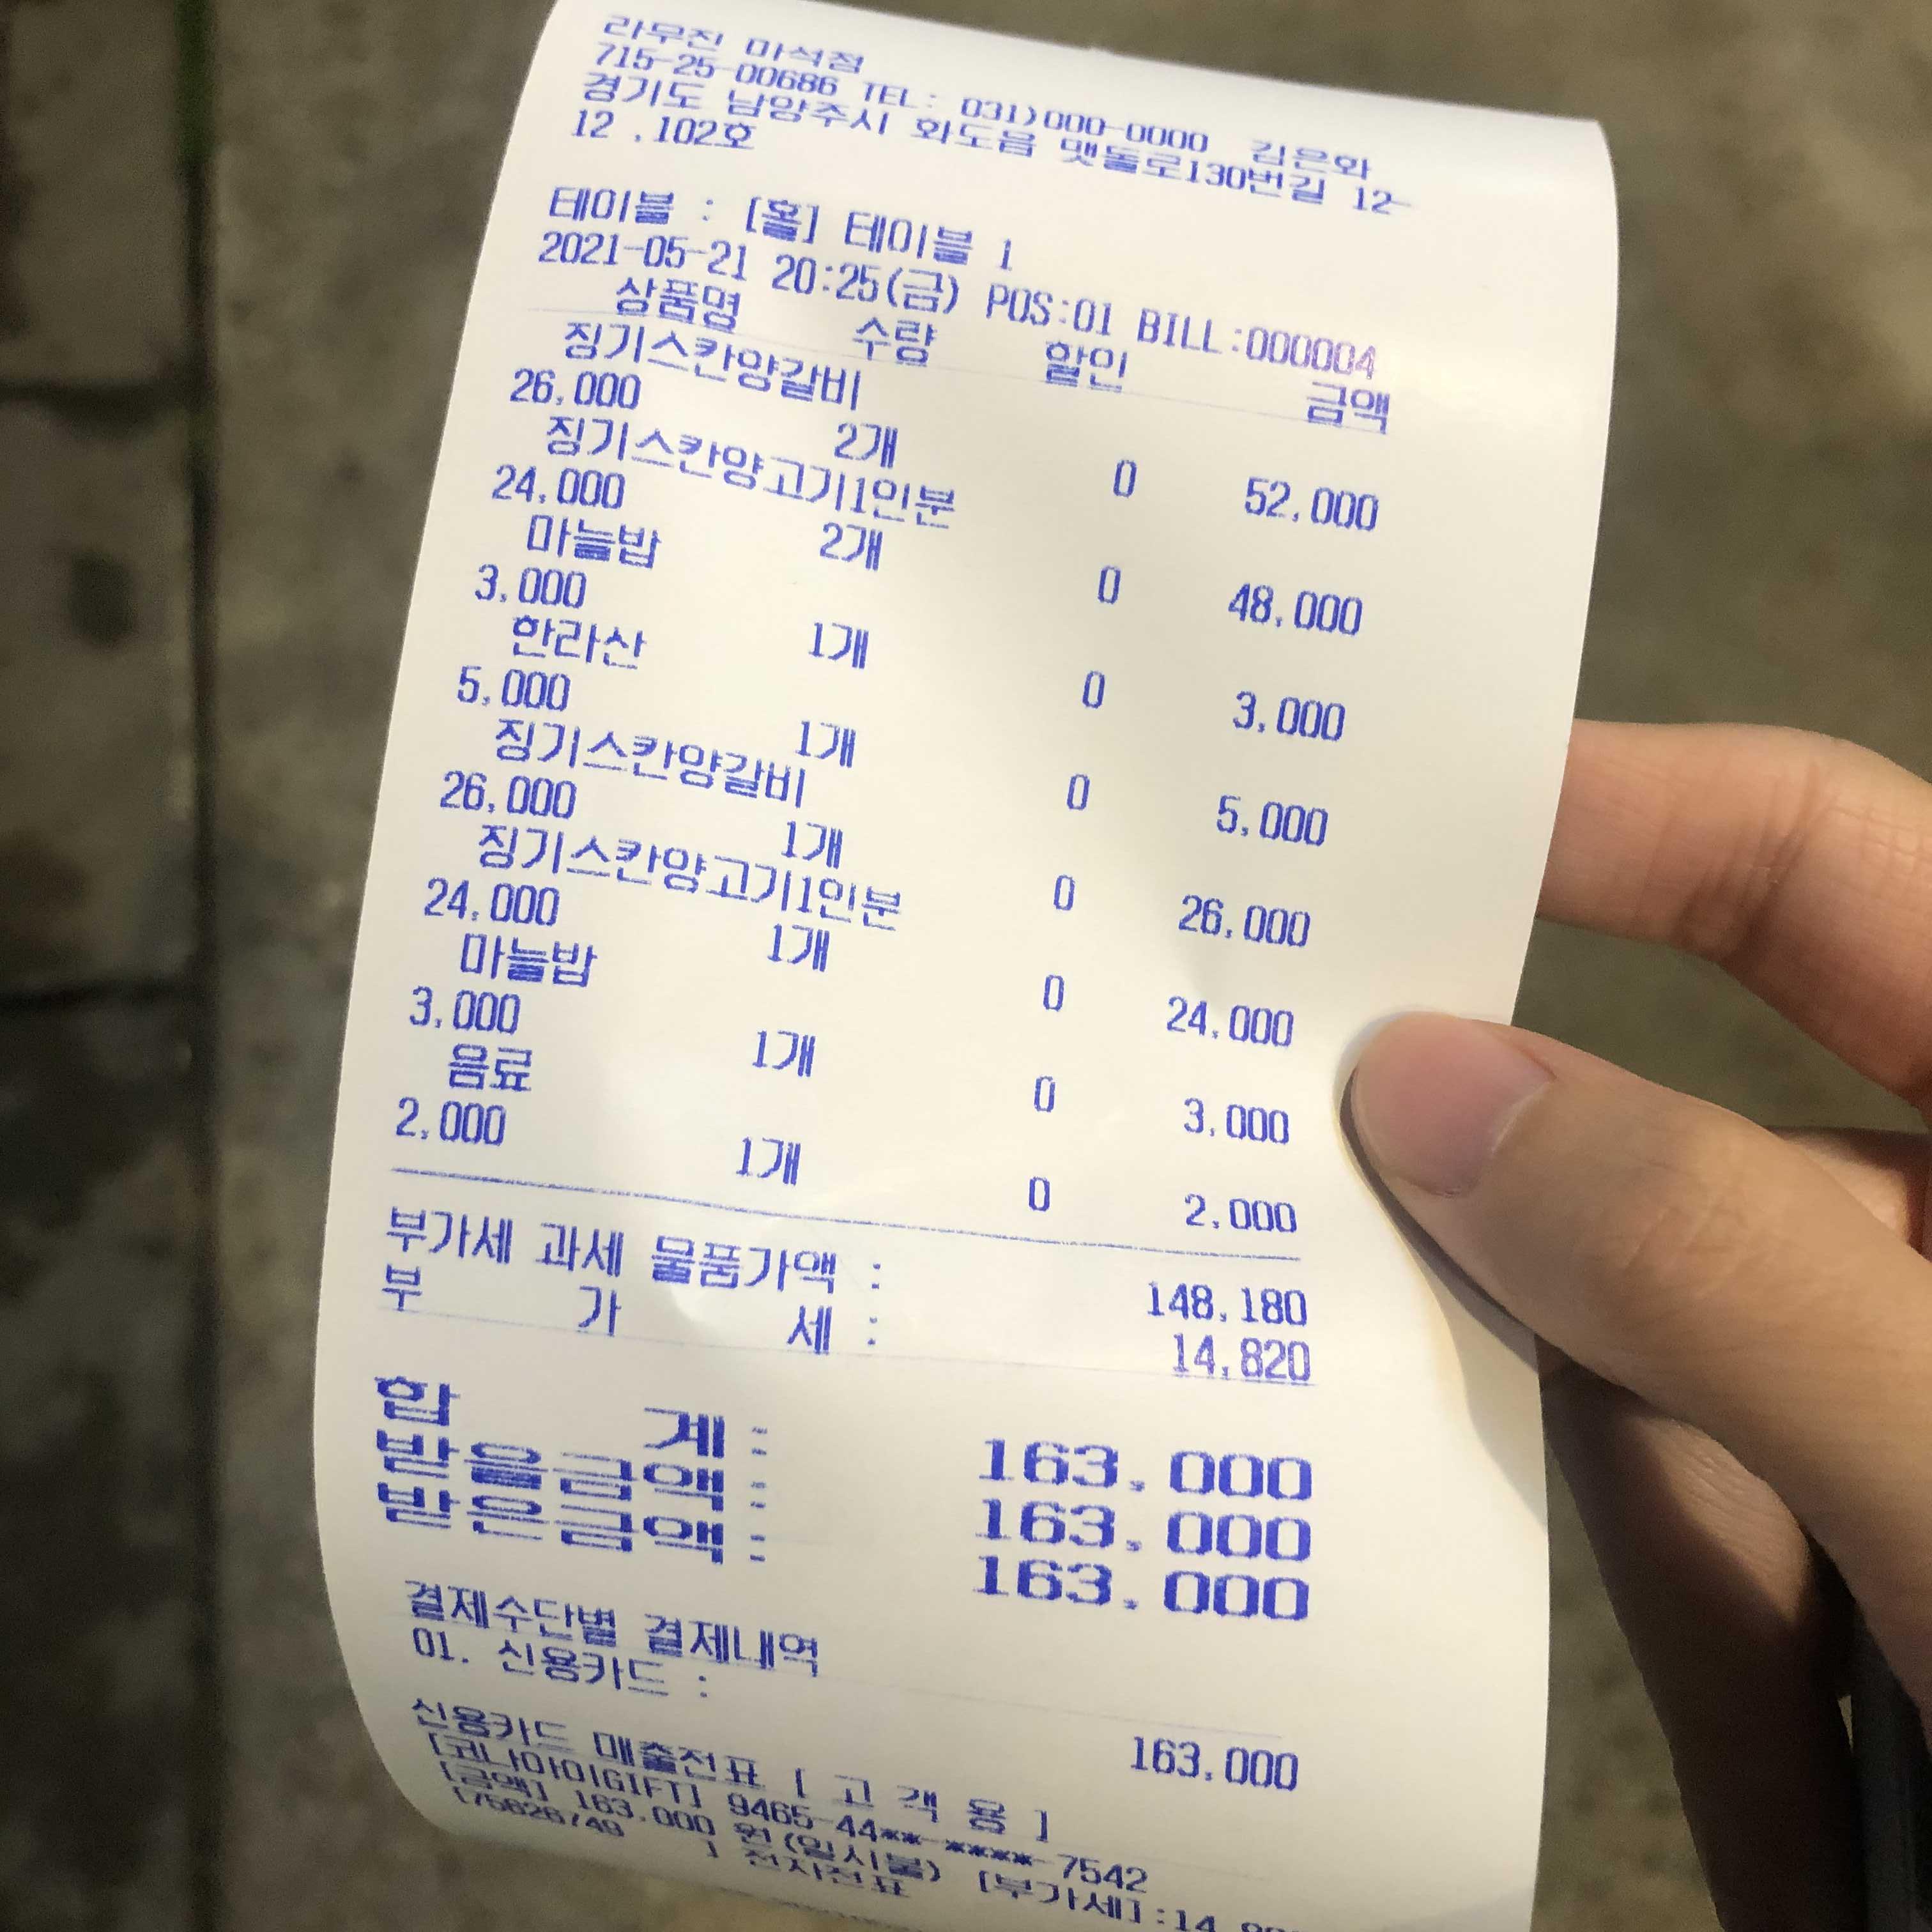 라무진 마석점
715-25-00686 TEL: 031)000-0000 김은화
경기도 남양주시 화도읍 맷돌로130번길 12-
12 ,102호
테이블 : [홀] 테이블 1
2021-05-21 20:25(금) POS:01 BILL:000004
상품명 수량 할인 금액
징기스칸양갈비
26,000 2개 0 52,000
징기스칸양고기1인분
24,000 2개 0 48,000
마늘밥
3,000 1개 0 3,000
한라산
5,000 1개 0 5,000
징기스칸양갈비
26,000 1개 0 26,000
징기스칸양고기1인분
24,000 1개 0 24,000
마늘밥
3,000 1개 0 3,000
음료
2,000 1개 0 2,000
부가세 과세 물품가액 : 148,180
부 가 세 : 14,820
합 계 : 163,000
받을금액 : 163,000
받은금액 : 163,000
결제수단별 결제내역
01. 신용카드 : 163,000
신용카드 매출전표 [ 고 객 용 ]
[코나아이GIFT] 9465-44**-****-7542
[금액] 163,000 원(일시불) [부가세]:14
[75626749 ] 전자전표